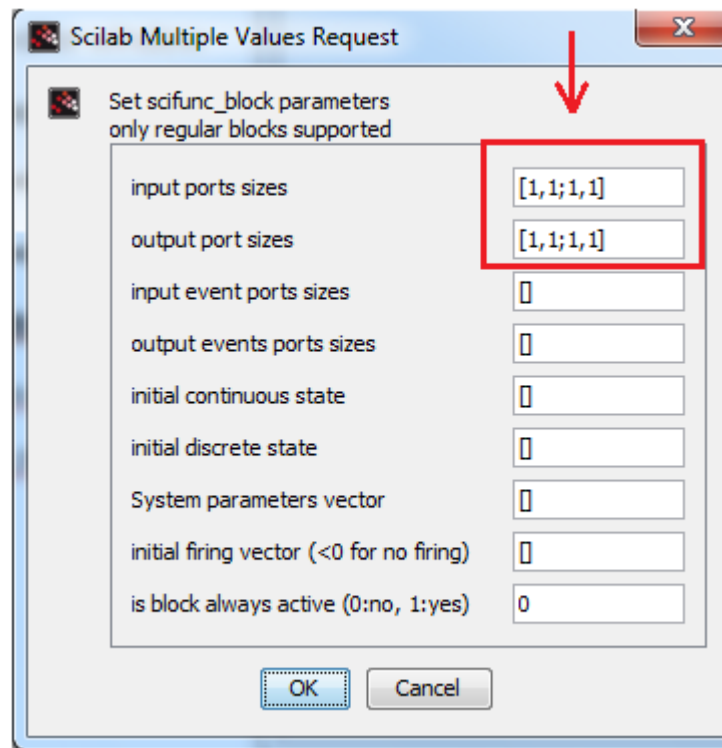 Scilab Multiple Values Request
Set scifunc_block parameters
only regular blocks supported
input ports sizes [1,1;1,1]
output port sizes [1,1;1,1]
input event ports sizes []
output events ports sizes []
initial continuous state []
initial discrete state []
System parameters vector []
initial firing vector (<0 for no firing) []
is block always active (0:no, 1:yes) 0
OK Cancel